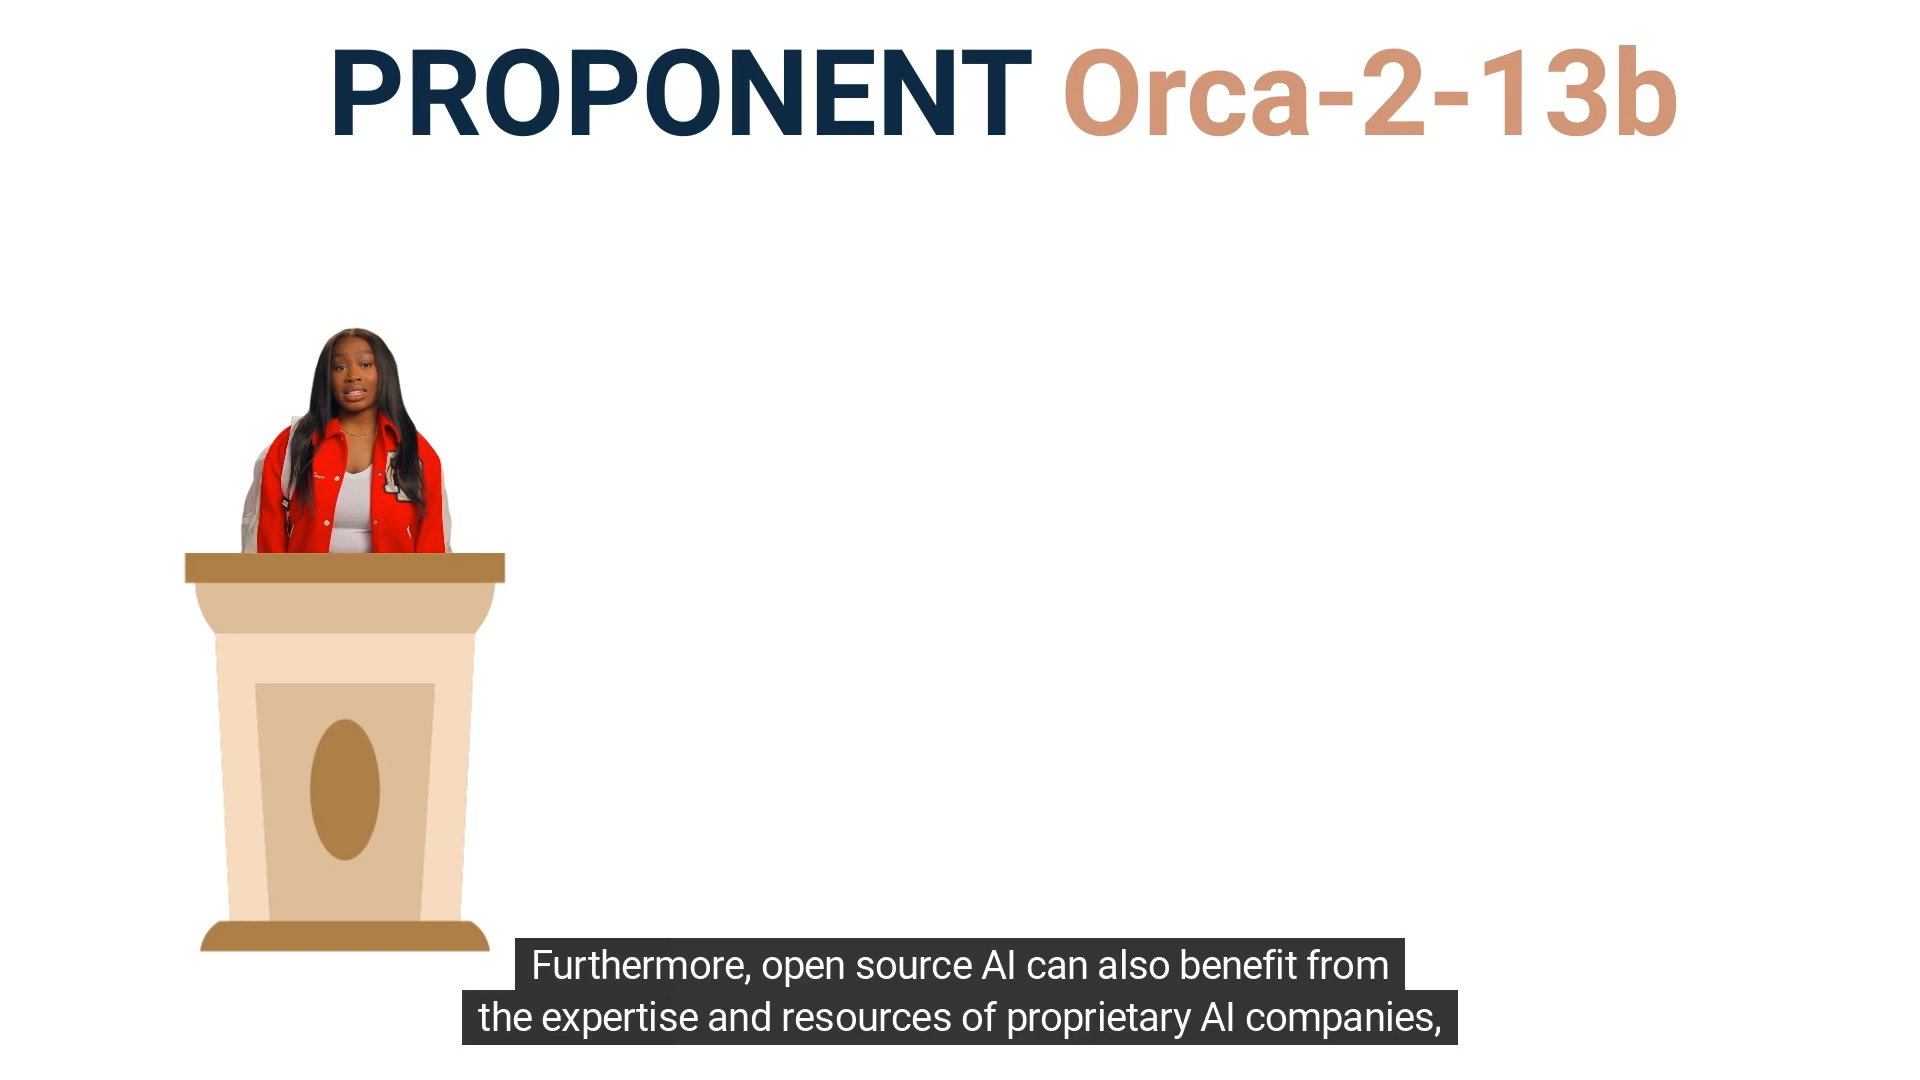 PROPONENT Orca-2-13b
Furthermore, open source AI can also benefit from
the expertise and resources of proprietary AI companies,